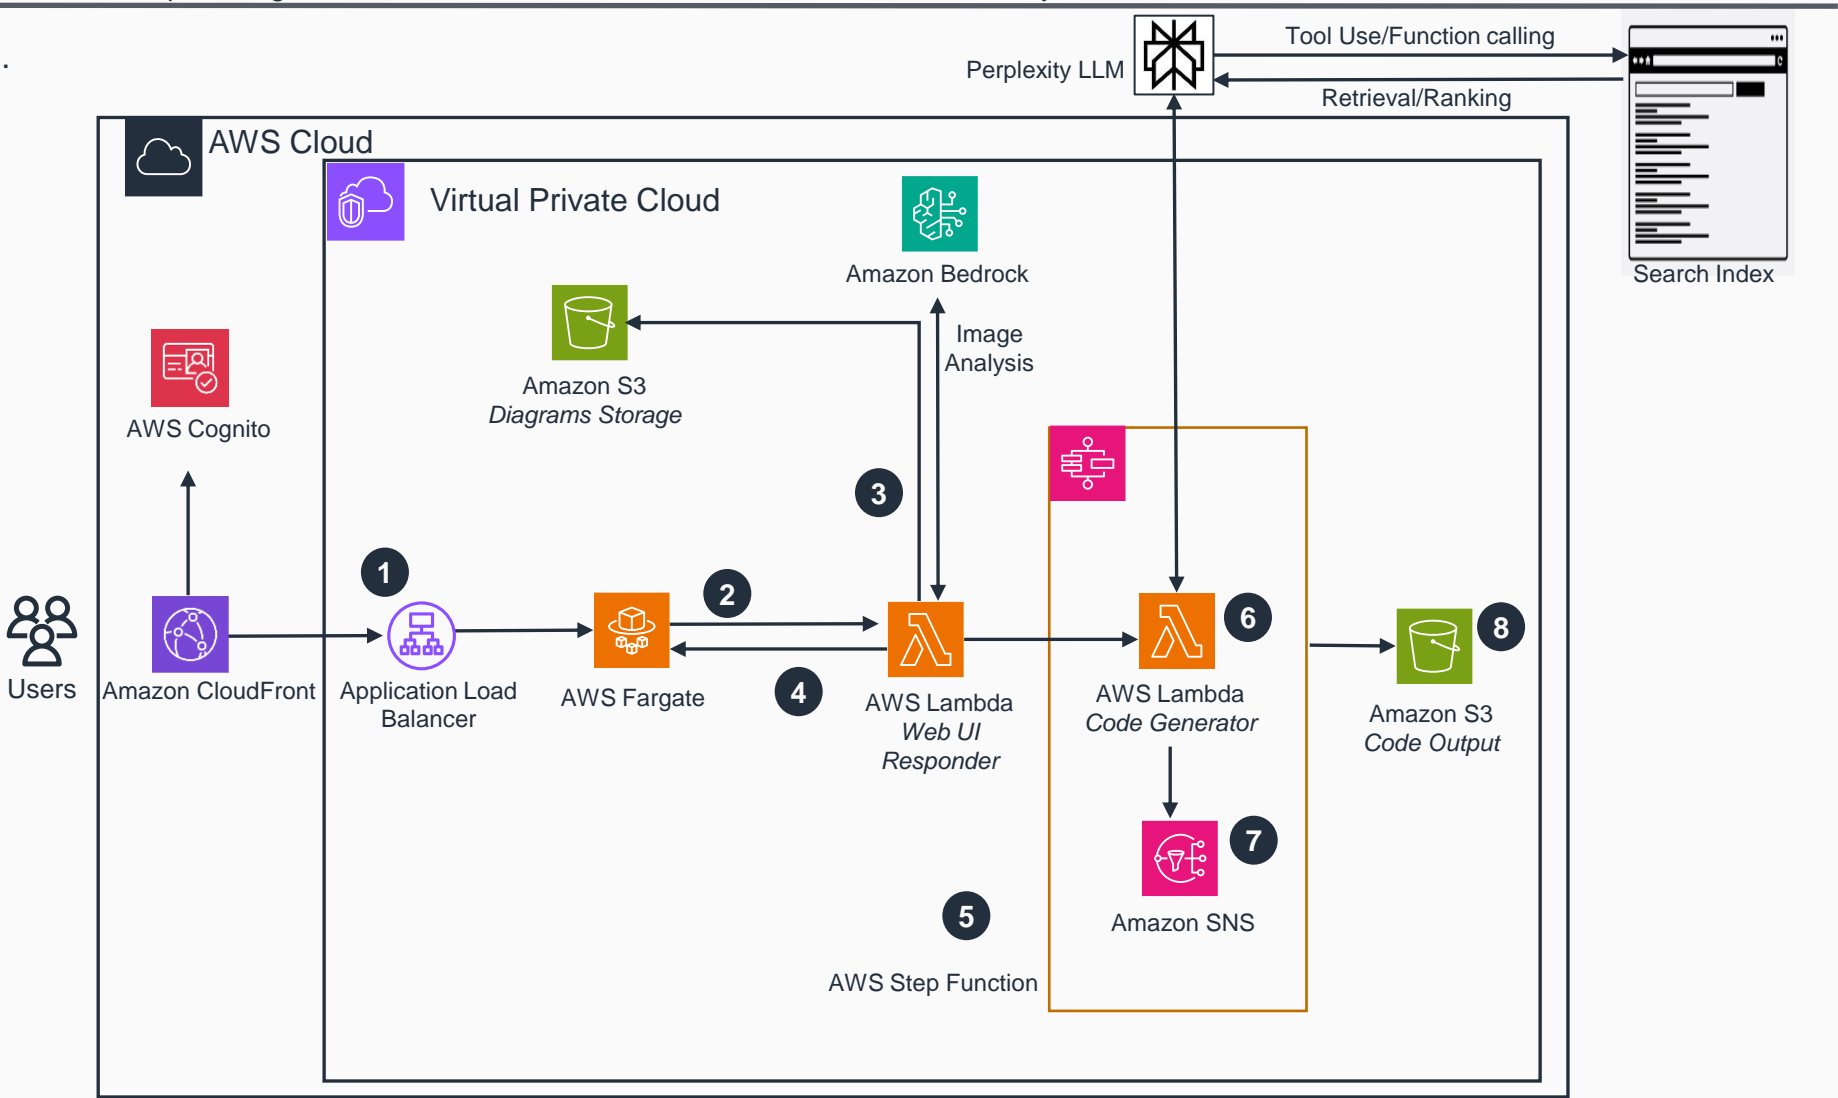 .
Perplexity LLM
Tool Use/Function calling
Retrieval/Ranking
Search Index
AWS Cloud
Virtual Private Cloud
Amazon Bedrock
Image
Analysis
Amazon S3
Diagrams Storage
AWS Cognito
3
1
2
6
8
4
Users
Amazon CloudFront
Application Load
Balancer
AWS Fargate
AWS Lambda
Web UI
Responder
AWS Lambda
Code Generator
Amazon S3
Code Output
7
5
Amazon SNS
AWS Step Function